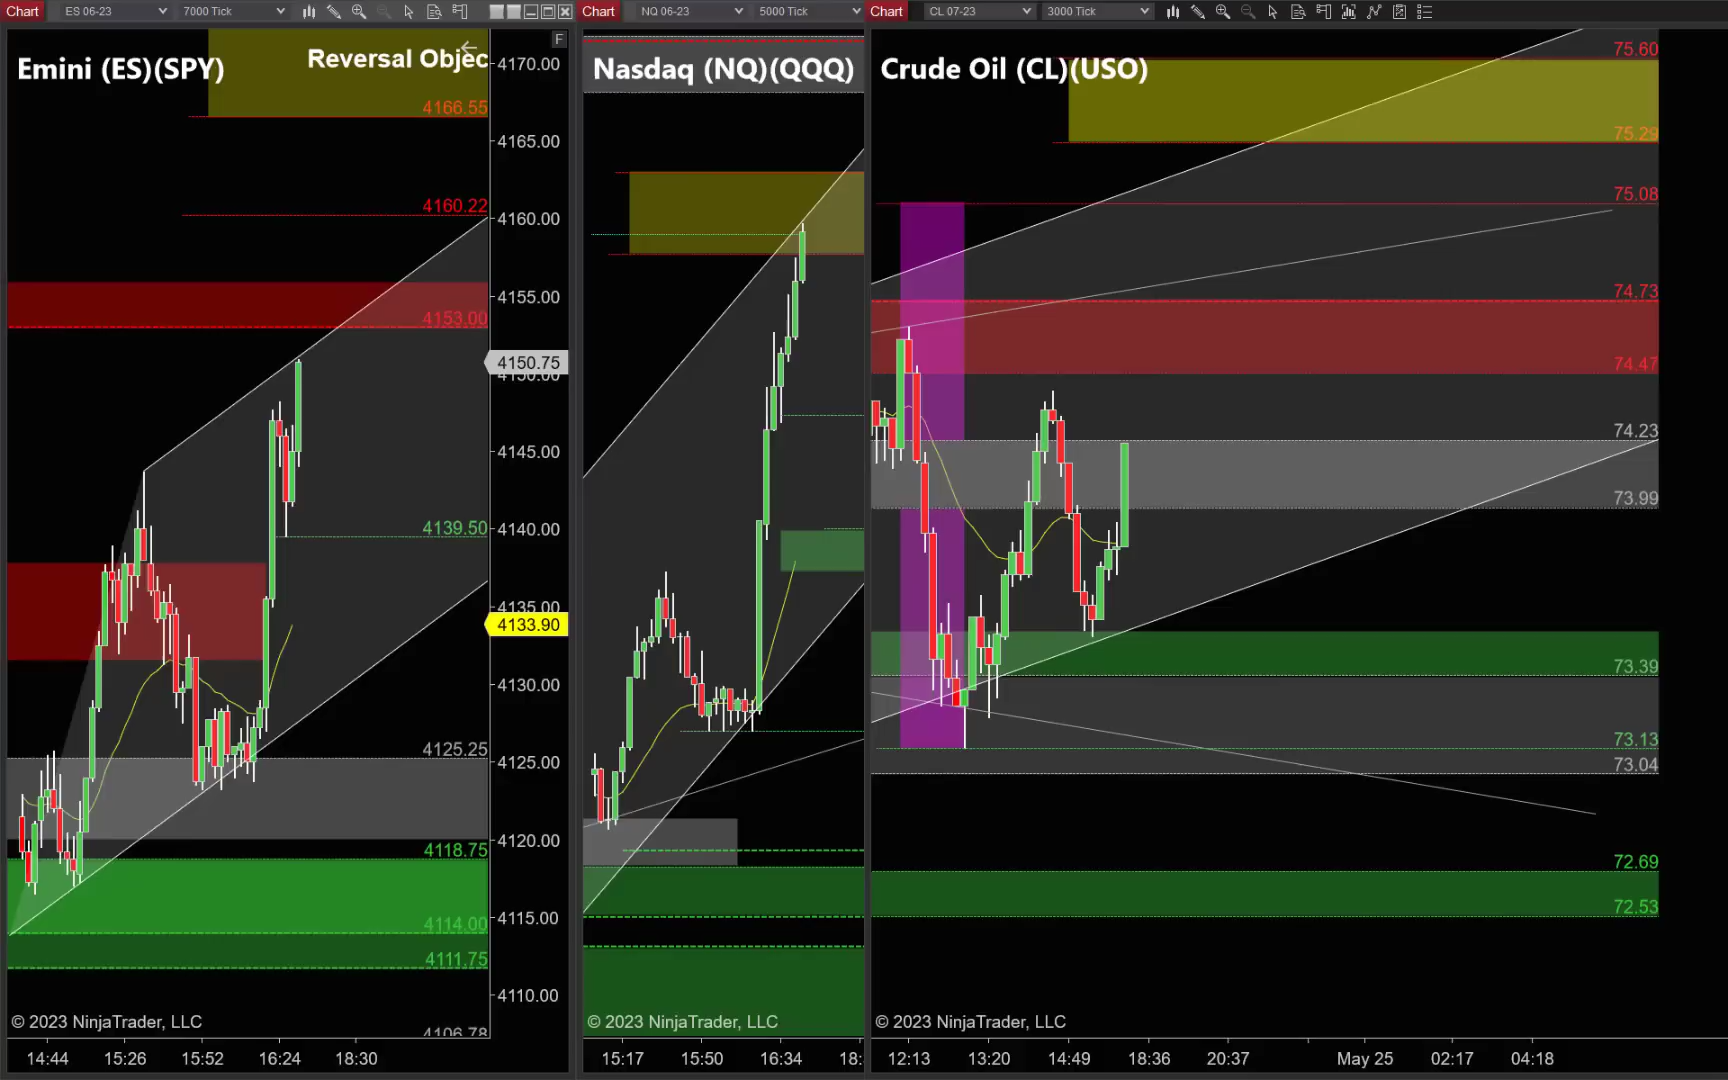 Chart ES 06-23 7000 Tick
Chart NQ 06-23 5000 Tick
Chart CL 07-23 3000 Tick
F
Emini (ES)(SPY)
Reversal Objec
Nasdaq (NQ)(QQQ)
Crude Oil (CL)(USO)
4166.55
4160.22
4153.00
4139.50
4125.25
4118.75
4114.00
4111.75
4106.78
4170.00
4165.00
4160.00
4155.00
4150.75
4150.00
4145.00
4140.00
4135.00
4133.90
4130.00
4125.00
4120.00
4115.00
4110.00
75.60
75.29
75.08
74.73
74.47
74.23
73.99
73.39
73.13
73.04
72.69
72.53
© 2023 NinjaTrader, LLC
© 2023 NinjaTrader, LLC
© 2023 NinjaTrader, LLC
14:44 15:26 15:52 16:24 18:30
15:17 15:50 16:34 18:
12:13 13:20 14:49 18:36 20:37 May 25 02:17 04:18